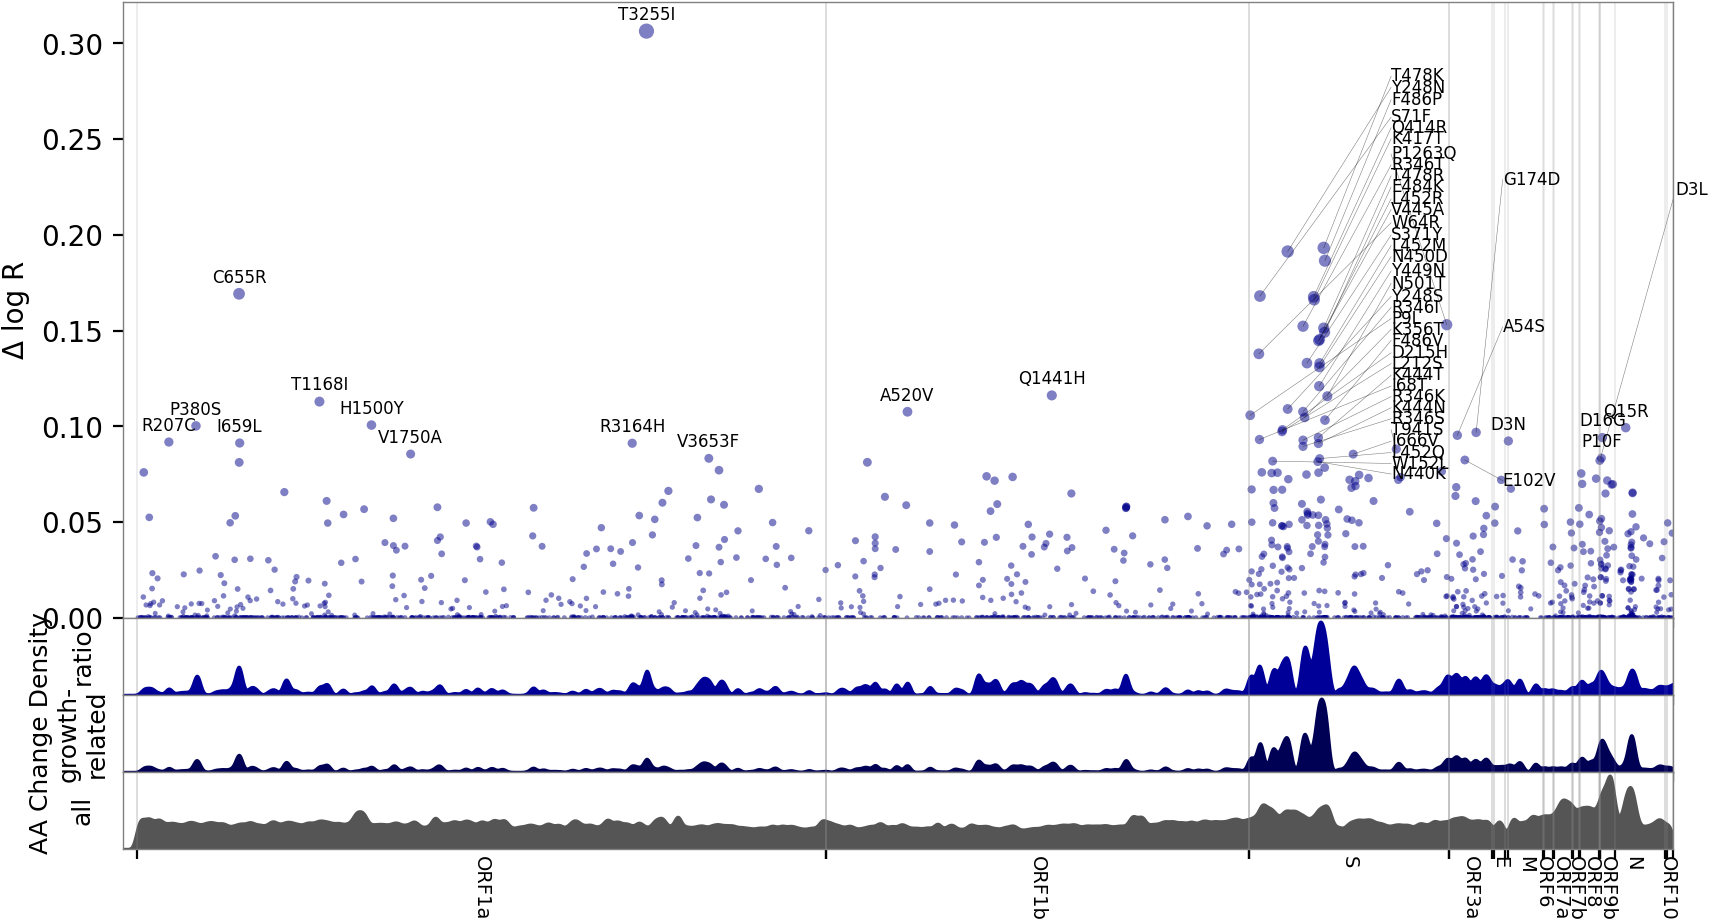 T3255I
0.30
0.25
0.20
0.15
0.10
0.05
0.00
Δ log R
C655R
T1168I
P380S
R207C
I659L
H1500Y
V1750A
R3164H
V3653F
A520V
Q1441H
T478K
Y248N
F486P
S71F
Q414R
K417T
P1263Q
R346T
T478R
E484K
L452R
V445A
W64R
S371Y
L452M
N450D
Y449N
N501T
Y248S
R346I
P9L
K356T
F486V
D215H
L212S
K444T
I68T
R346K
K444N
R346S
T941S
I666V
L452Q
W152L
N440K
G174D
D3L
A54S
D3N
E102V
Q15R
D16G
P10F
AA Change Density
ratio
growth-
related
all
ORF1a
ORF1b
S
ORF3a
E
M
ORF6
ORF7a
ORF7b
ORF8
ORF9b
N
ORF10